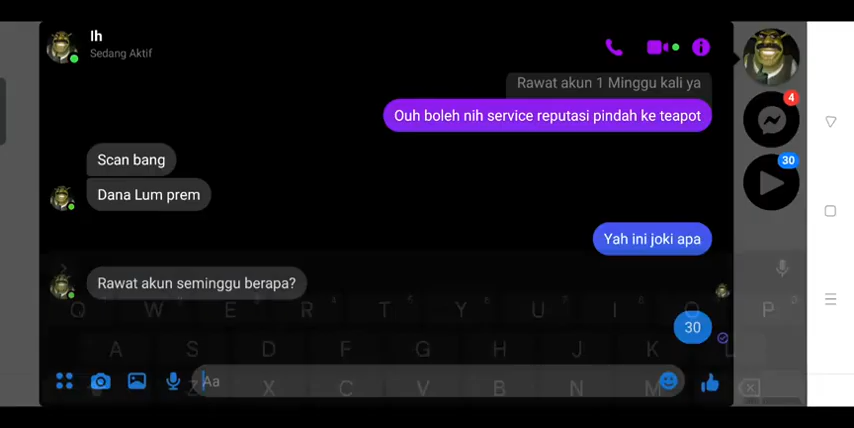 Ih
Sedang Aktif
Rawat akun 1 Minggu kali ya
Ouh boleh nih service reputasi pindah ke teapot
4
Scan bang
30
Dana Lum prem
Yah ini joki apa
Rawat akun seminggu berapa?
Q W E R T Y U I O P
30
A S D F G H J K L
Aa
Z X C V B N M